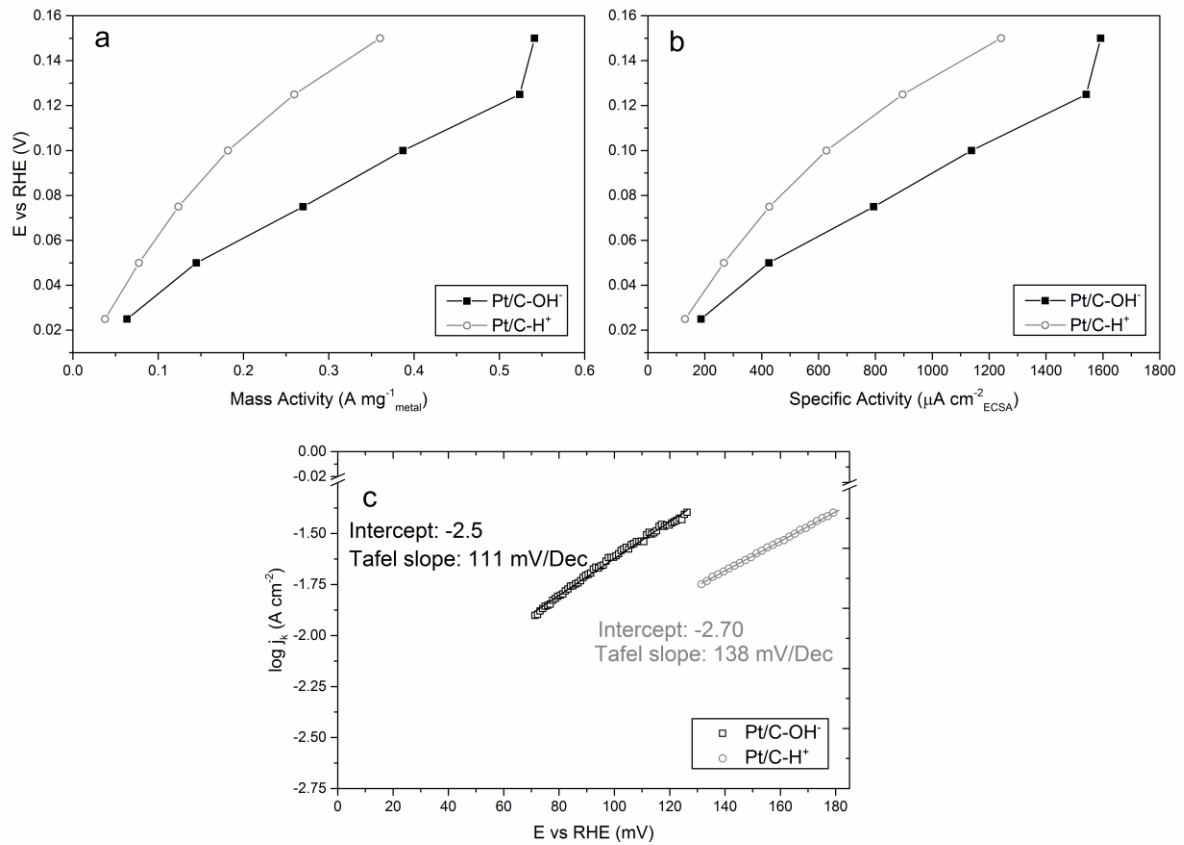 a
0.16
0.14
0.12
0.10
0.08
0.06
0.04
0.02
E vs RHE (V)
0.0 0.1 0.2 0.3 0.4 0.5 0.6
Mass Activity (A mg⁻¹metal)
Pt/C-OH⁻
Pt/C-H⁺
b
0.16
0.14
0.12
0.10
0.08
0.06
0.04
0.02
0 200 400 600 800 1000 1200 1400 1600 1800
Specific Activity (µA cm⁻²ECSA)
Pt/C-OH⁻
Pt/C-H⁺
c
0.00
-0.02
-1.50
-1.75
-2.00
-2.25
-2.50
-2.75
log jk (A cm⁻²)
Intercept: -2.5
Tafel slope: 111 mV/Dec
Intercept: -2.70
Tafel slope: 138 mV/Dec
Pt/C-OH⁻
Pt/C-H⁺
0 20 40 60 80 100 120 140 160 180
E vs RHE (mV)